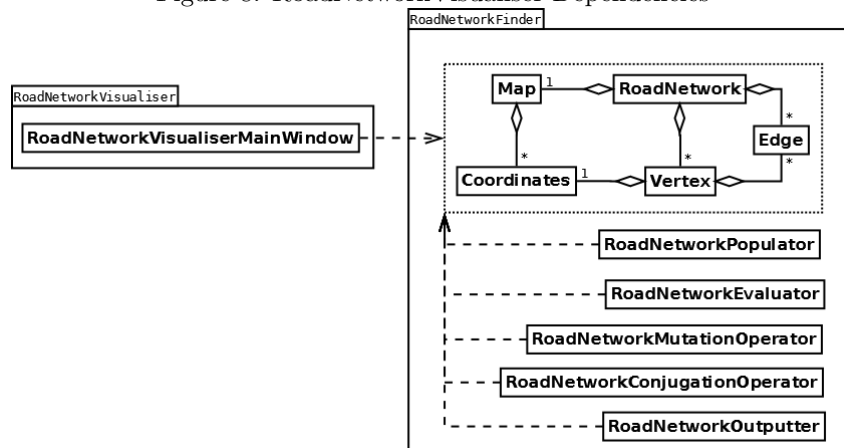 RoadNetworkFinder
RoadNetworkVisualiser
RoadNetworkVisualiserMainWindow
Map
1
RoadNetwork
*
Edge
*
*
*
Coordinates
1
Vertex
RoadNetworkPopulator
RoadNetworkEvaluator
RoadNetworkMutationOperator
RoadNetworkConjugationOperator
RoadNetworkOutputter